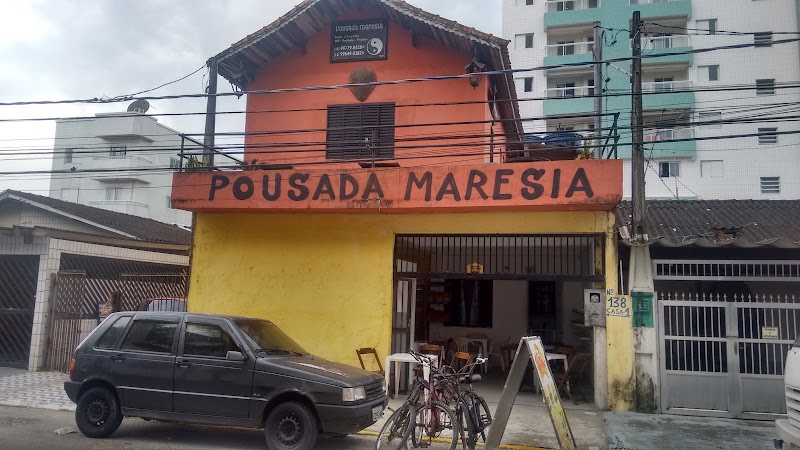 POUSADA MARESIA
POUSADA MARESIA
Nº
138
CASA 1